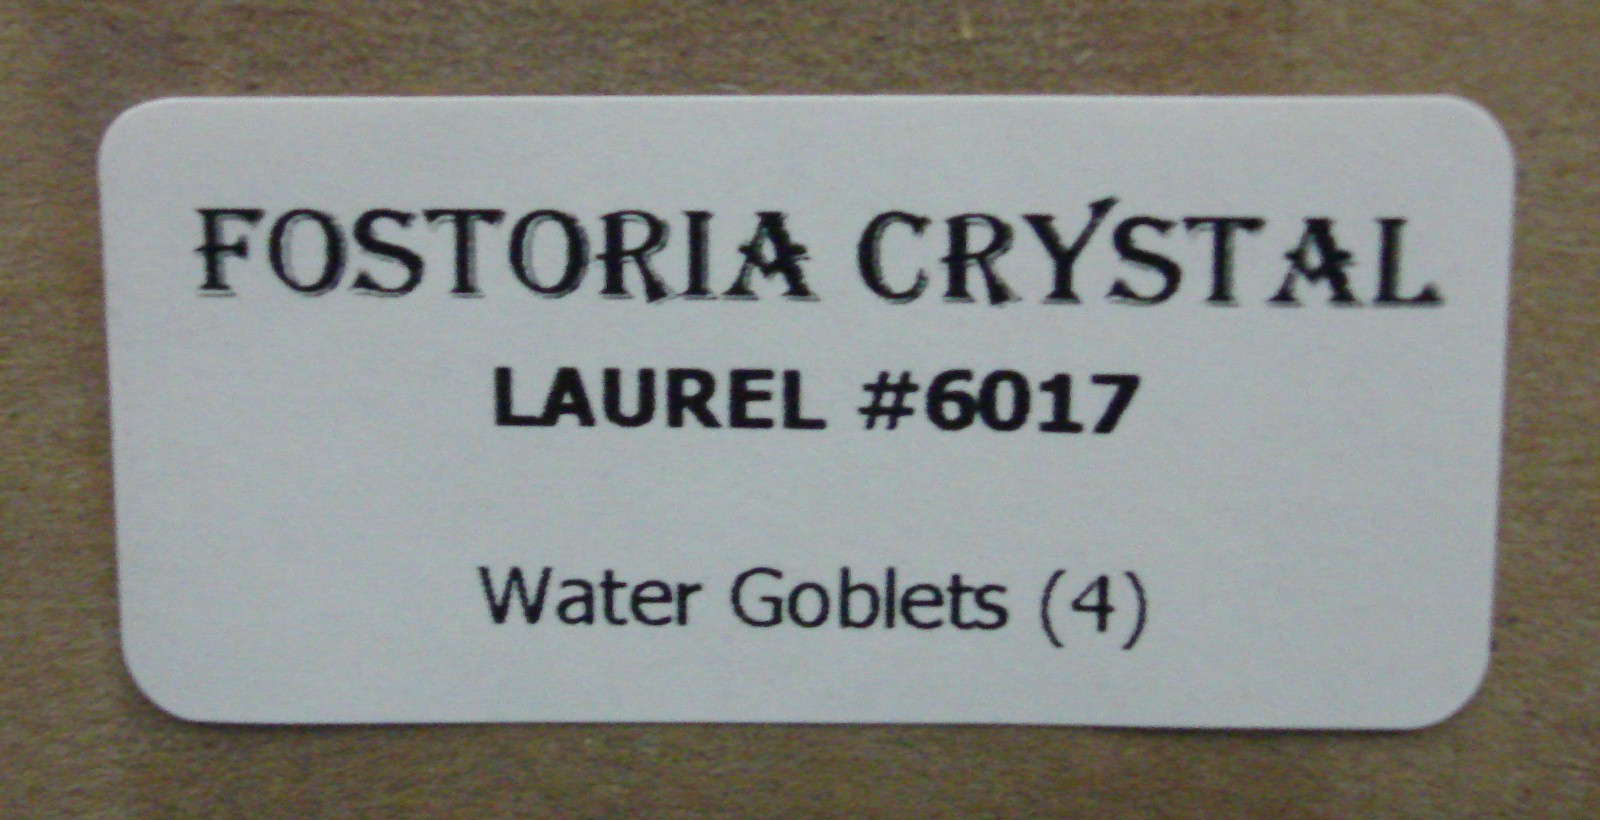 FOSTORIA CRYSTAL
LAUREL #6017
Water Goblets (4)